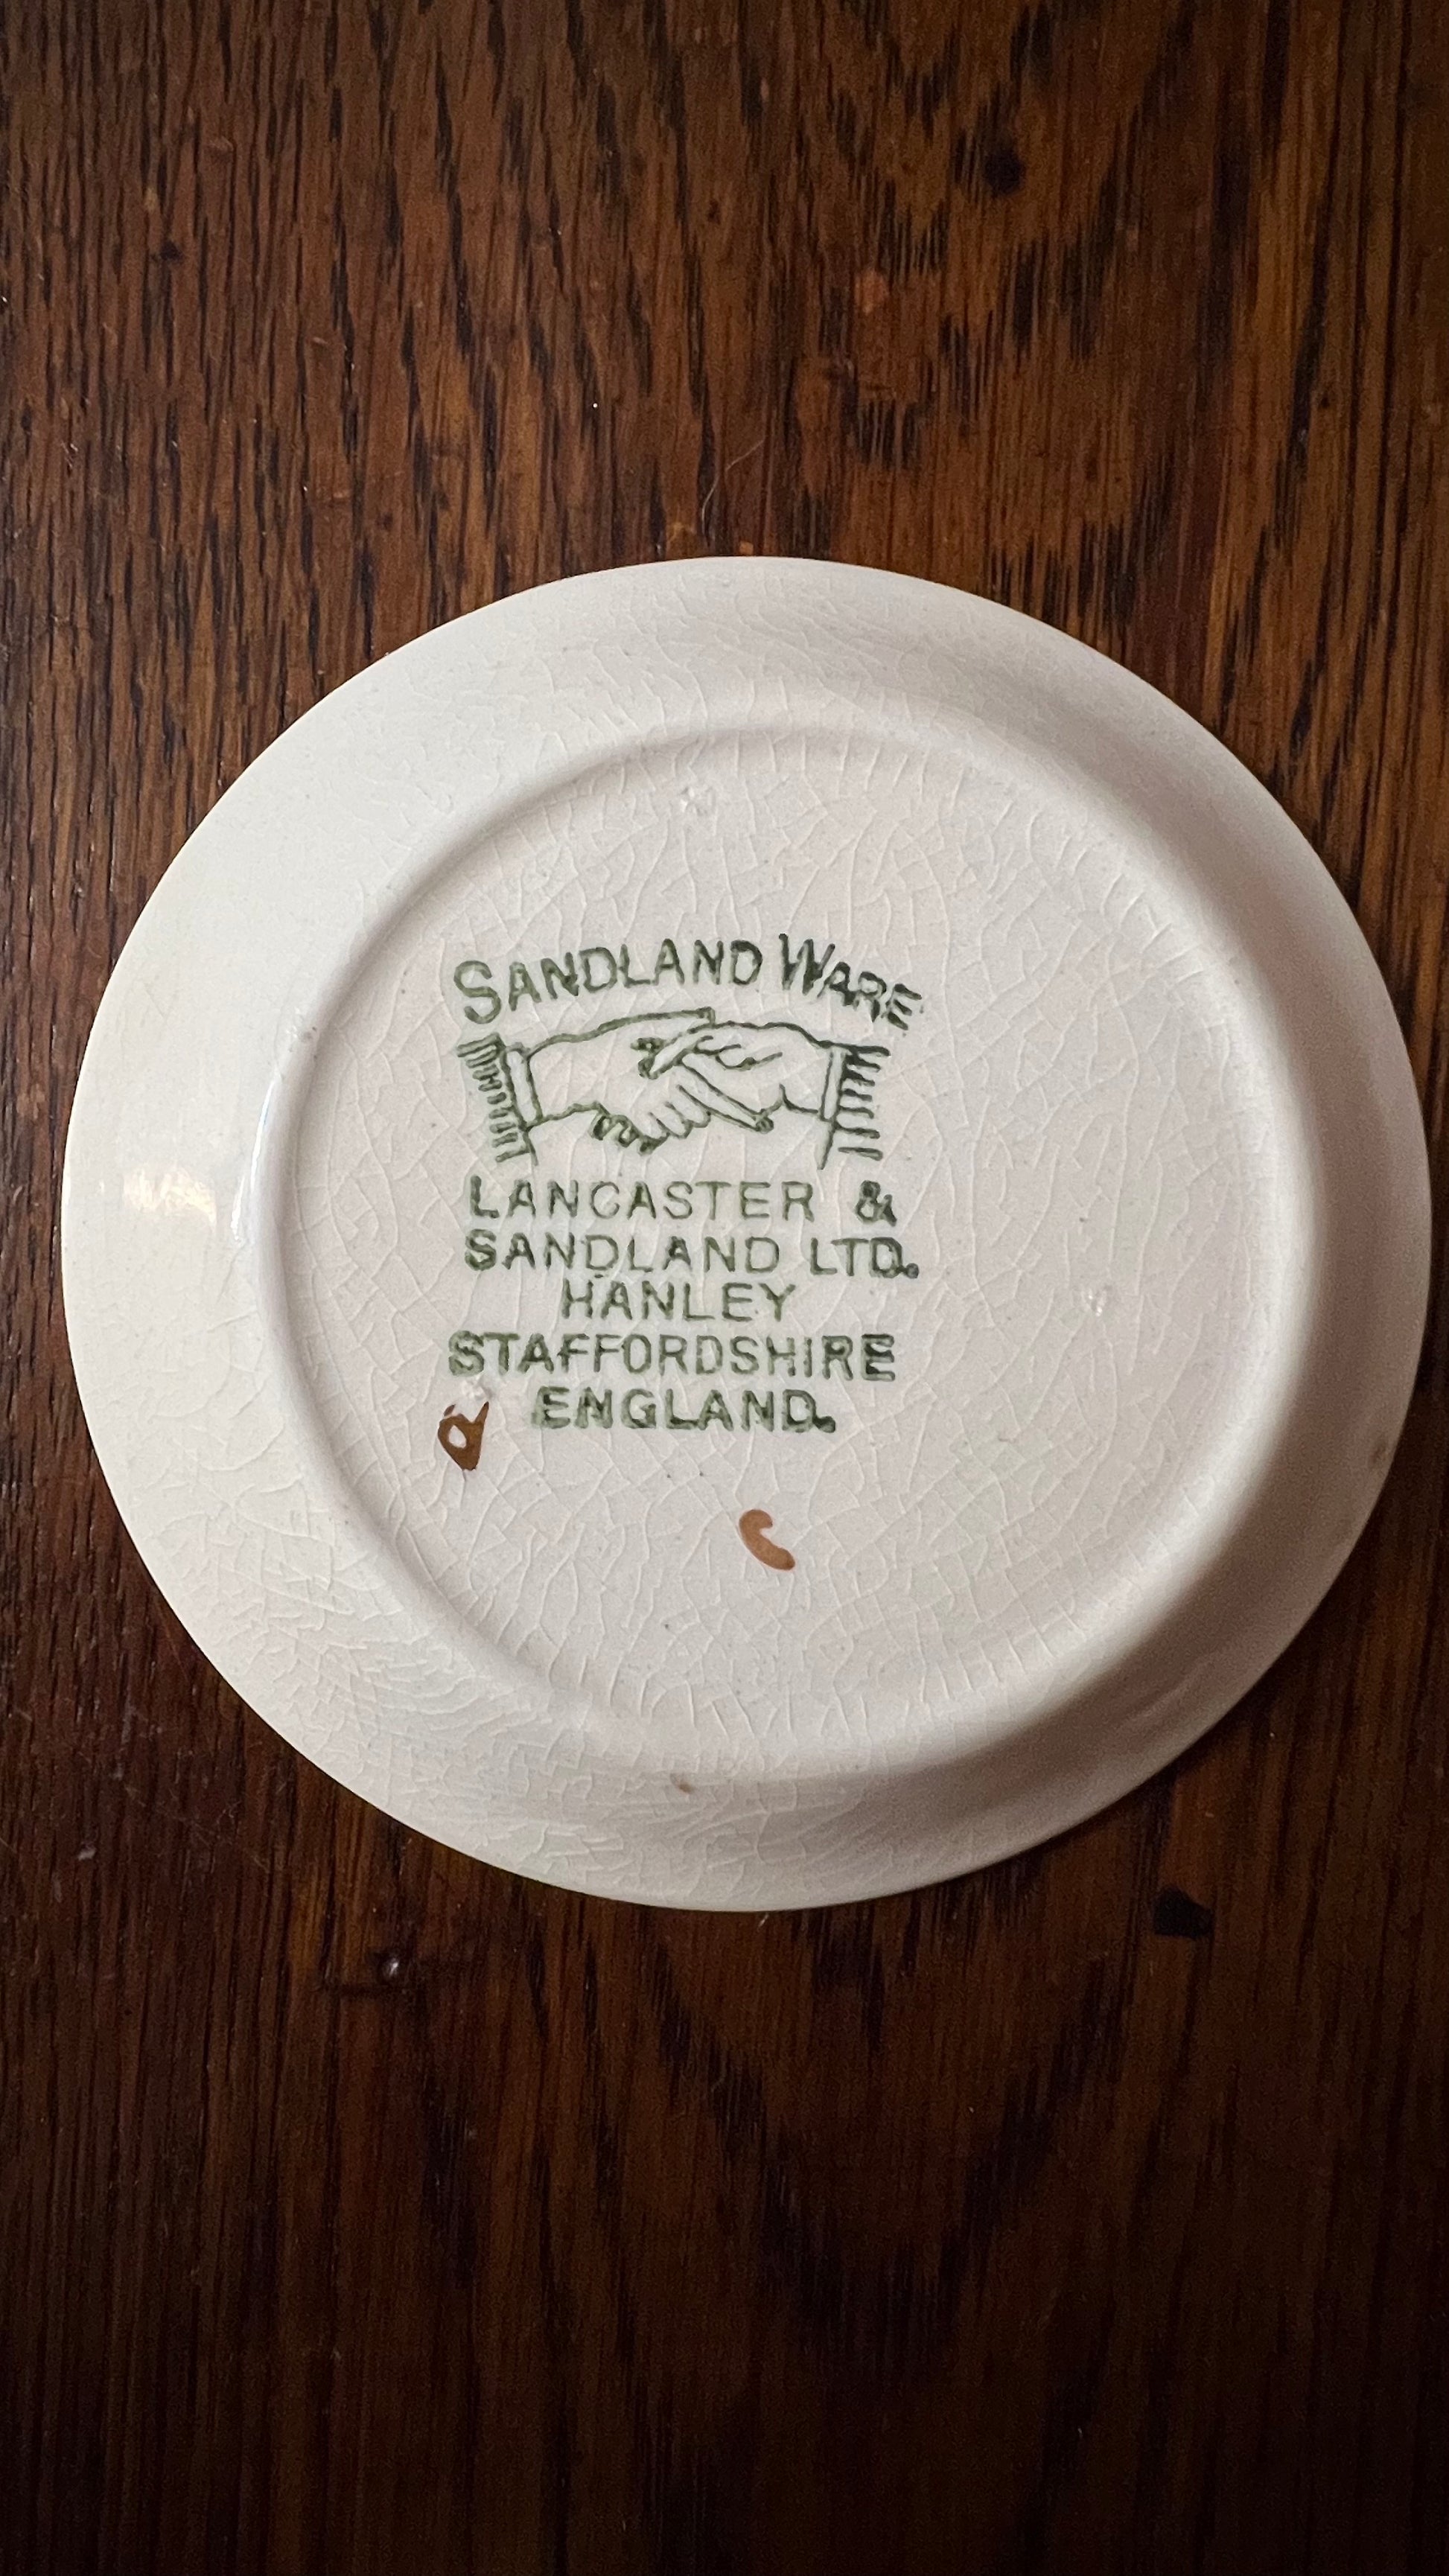 SANDLAND WARE
LANCASTER &
SANDLAND LTD.
HANLEY
STAFFORDSHIRE
ENGLAND.